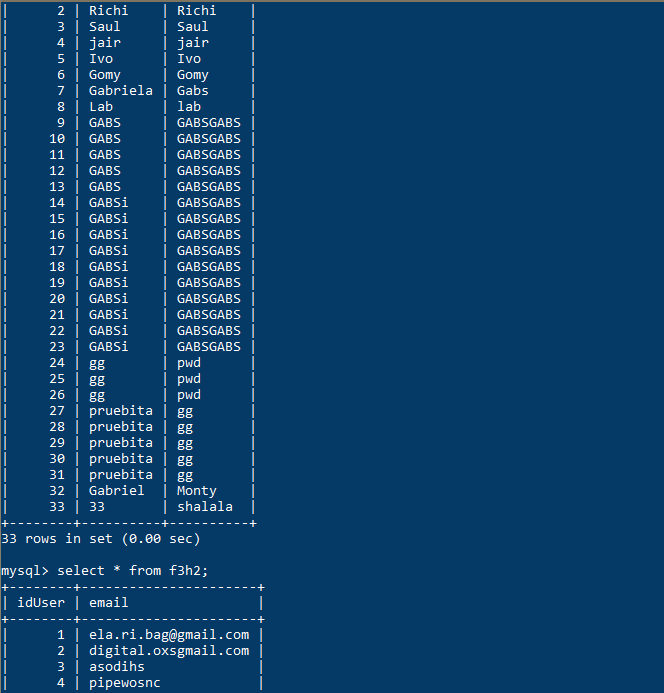 |      2 | Richi    | Richi    |
|      3 | Saul     | Saul     |
|      4 | jair     | jair     |
|      5 | Ivo      | Ivo      |
|      6 | Gomy     | Gomy     |
|      7 | Gabriela | Gabs     |
|      8 | Lab      | lab      |
|      9 | GABS     | GABSGABS |
|     10 | GABS     | GABSGABS |
|     11 | GABS     | GABSGABS |
|     12 | GABS     | GABSGABS |
|     13 | GABS     | GABSGABS |
|     14 | GABSi    | GABSGABS |
|     15 | GABSi    | GABSGABS |
|     16 | GABSi    | GABSGABS |
|     17 | GABSi    | GABSGABS |
|     18 | GABSi    | GABSGABS |
|     19 | GABSi    | GABSGABS |
|     20 | GABSi    | GABSGABS |
|     21 | GABSi    | GABSGABS |
|     22 | GABSi    | GABSGABS |
|     23 | GABSi    | GABSGABS |
|     24 | gg       | pwd      |
|     25 | gg       | pwd      |
|     26 | gg       | pwd      |
|     27 | pruebita | gg       |
|     28 | pruebita | gg       |
|     29 | pruebita | gg       |
|     30 | pruebita | gg       |
|     31 | pruebita | gg       |
|     32 | Gabriel  | Monty    |
|     33 | 33       | shalala  |
+--------+----------+----------+
33 rows in set (0.00 sec)
mysql> select * from f3h2;
+--------+----------------------+
| idUser | email                |
+--------+----------------------+
|      1 | ela.ri.bag@gmail.com |
|      2 | digital.oxsgmail.com |
|      3 | asodihs              |
|      4 | pipewosnc            |